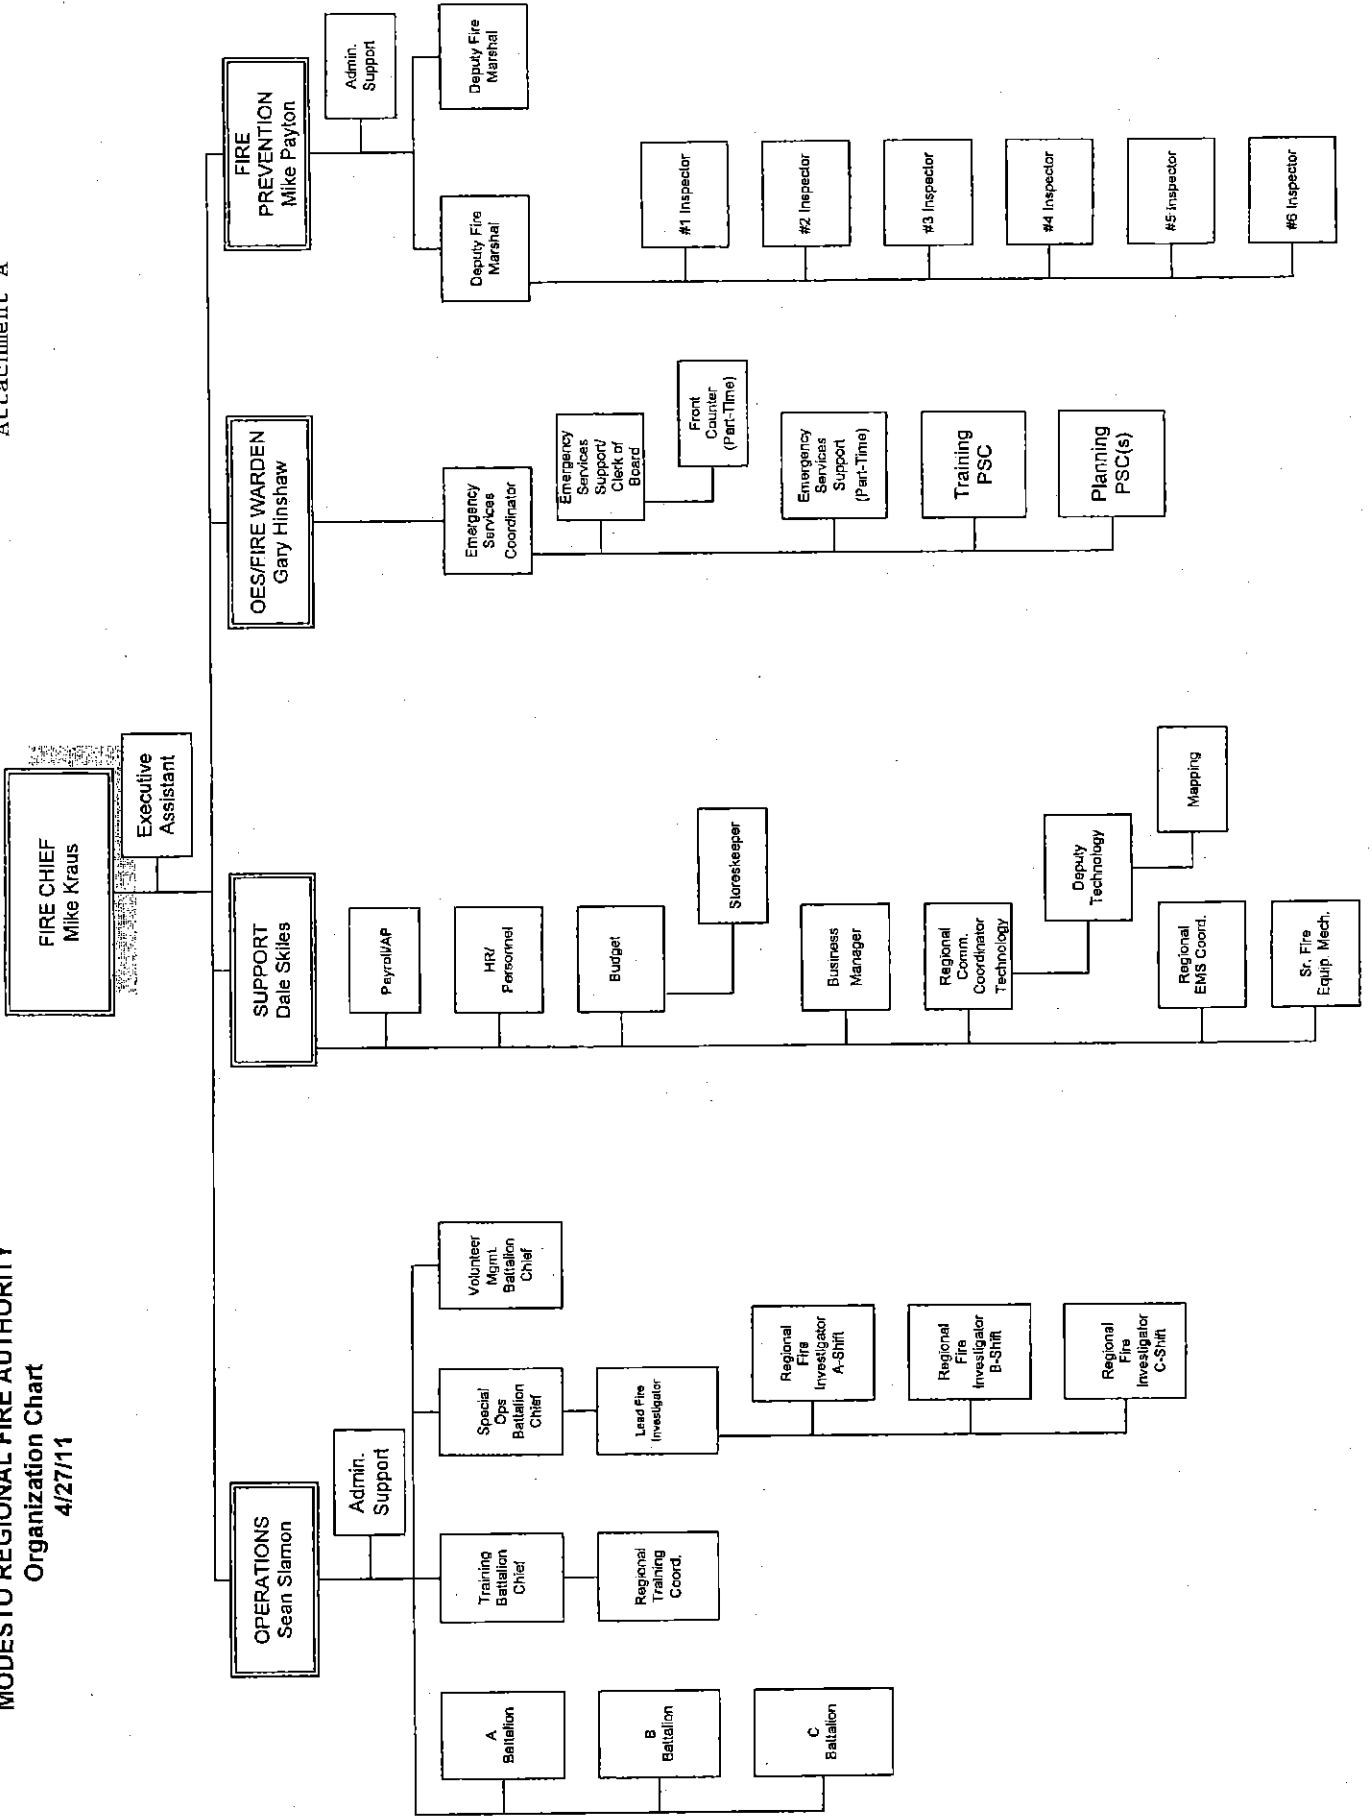 Attachment A
MODESTO REGIONAL FIRE AUTHORITY
Organization Chart
4/27/11
FIRE CHIEF
Mike Kraus
Executive
Assistant
OPERATIONS
Sean Slamon
Admin.
Support
A
Battalion
B
Battalion
C
Battalion
Training
Battalion
Chief
Regional
Training
Coord.
Special
Ops
Battalion
Chief
Lead Fire
Investigator
Regional
Fire
Investigator
A-Shift
Regional
Fire
Investigator
B-Shift
Regional
Fire
Investigator
C-Shift
Volunteer
Mgmt.
Battalion
Chief
SUPPORT
Dale Skiles
Payroll/AP
HR/
Personnel
Budget
Storeskeeper
Business
Manager
Regional
Comm.
Coordinator
Technology
Deputy
Technology
Mapping
Regional
EMS Coord.
Sr. Fire
Equip. Mech.
OES/FIRE WARDEN
Gary Hinshaw
Emergency
Services
Coordinator
Emergency
Services
Support/
Clerk of
Board
Front
Counter
(Part-Time)
Emergency
Services
Support
(Part-Time)
Training
PSC
Planning
PSC(s)
FIRE
PREVENTION
Mike Payton
Admin.
Support
Deputy Fire
Marshal
Deputy Fire
Marshal
#1 Inspector
#2 Inspector
#3 Inspector
#4 Inspector
#5 Inspector
#6 Inspector